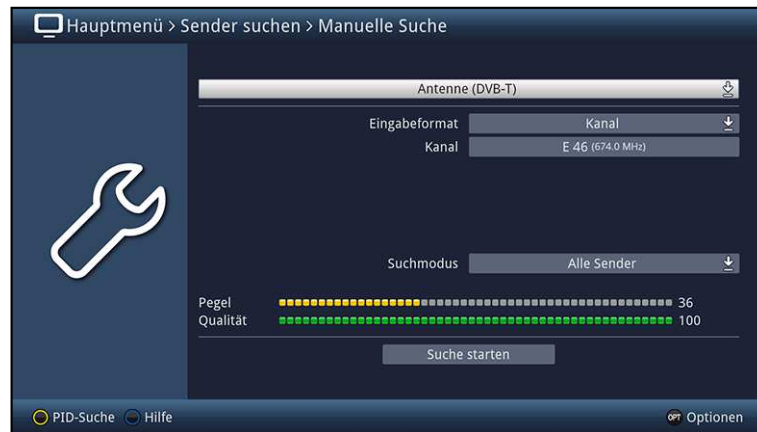 Hauptmenü > Sender suchen > Manuelle Suche
Antenne (DVB-T)
Eingabeformat Kanal
Kanal E 46 (674.0 MHz)
Suchmodus Alle Sender
Pegel 36
Qualität 100
Suche starten
PID-Suche Hilfe OPT Optionen